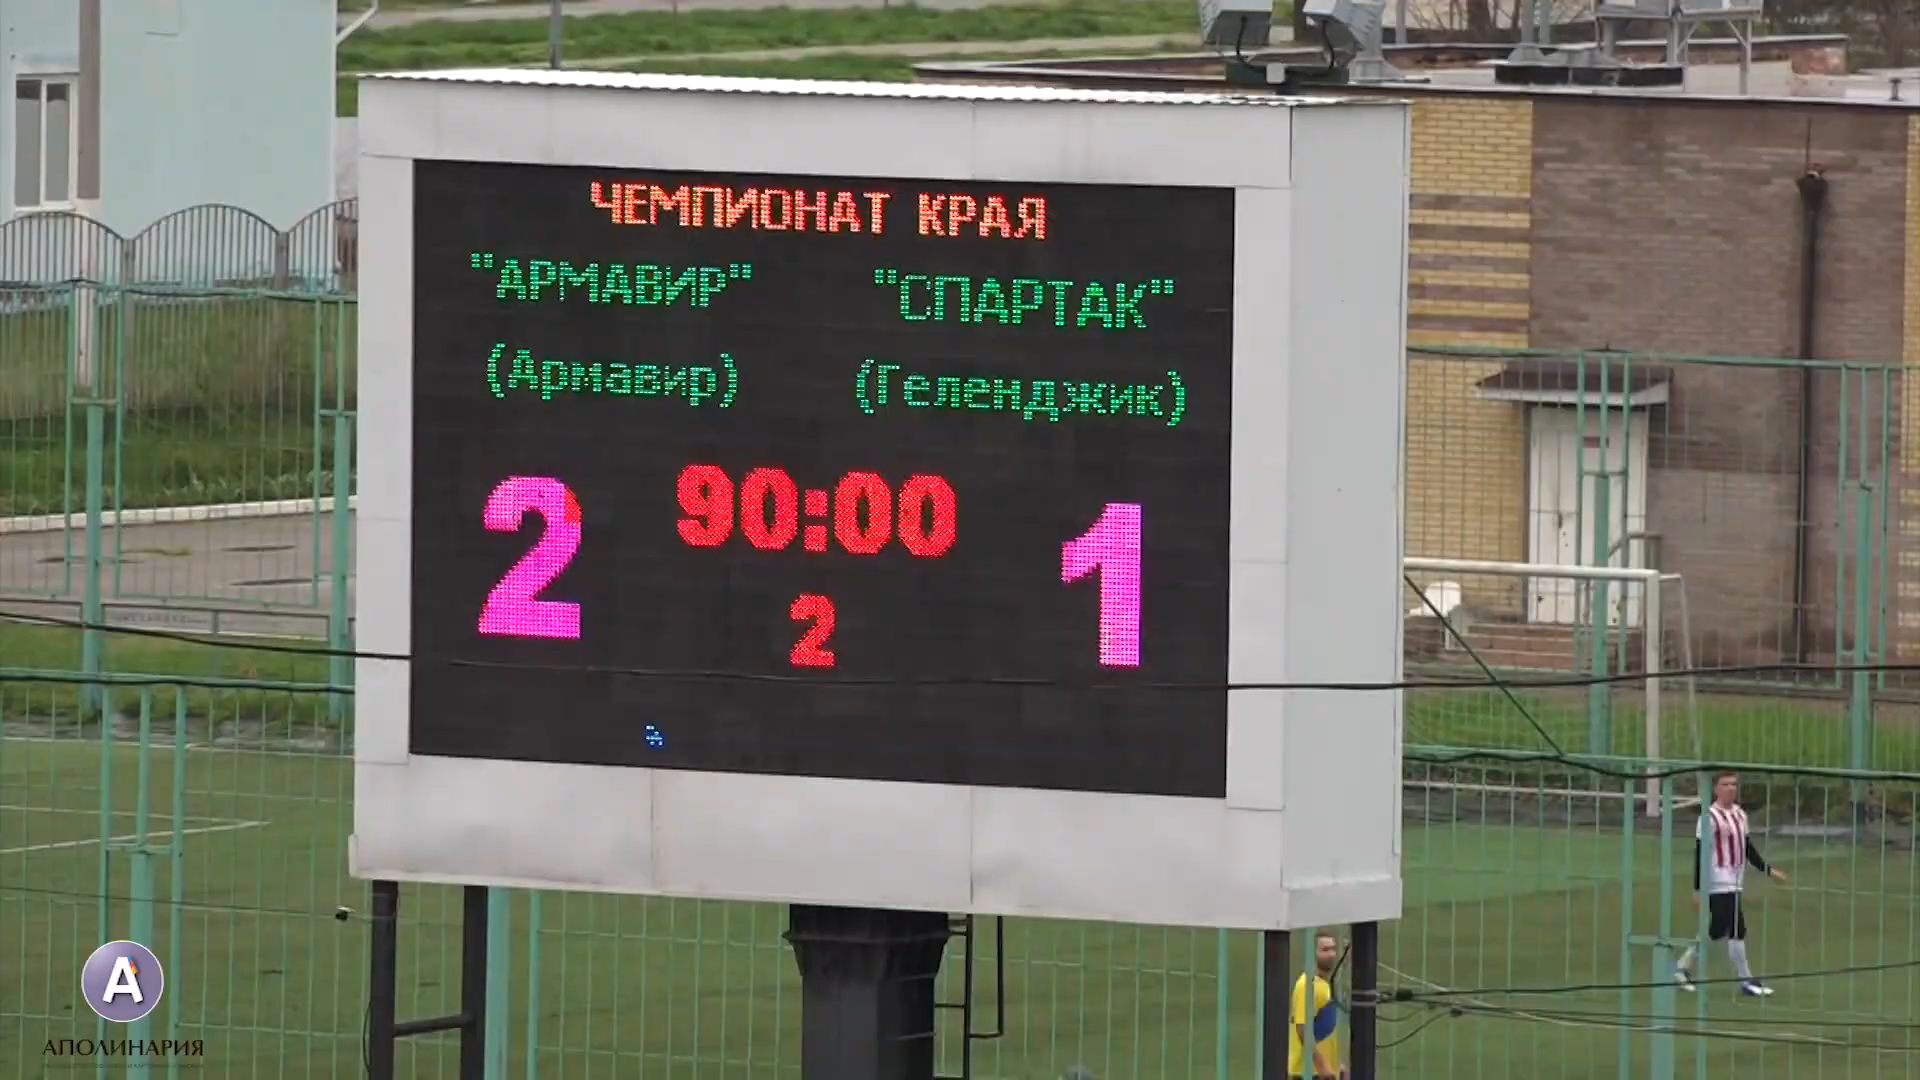 ЧЕМПИОНАТ КРАЯ
"АРМАВИР" "СПАРТАК"
(Армавир) (Геленджик)
2 90:00 1
2
А
АПОЛИНАРИЯ